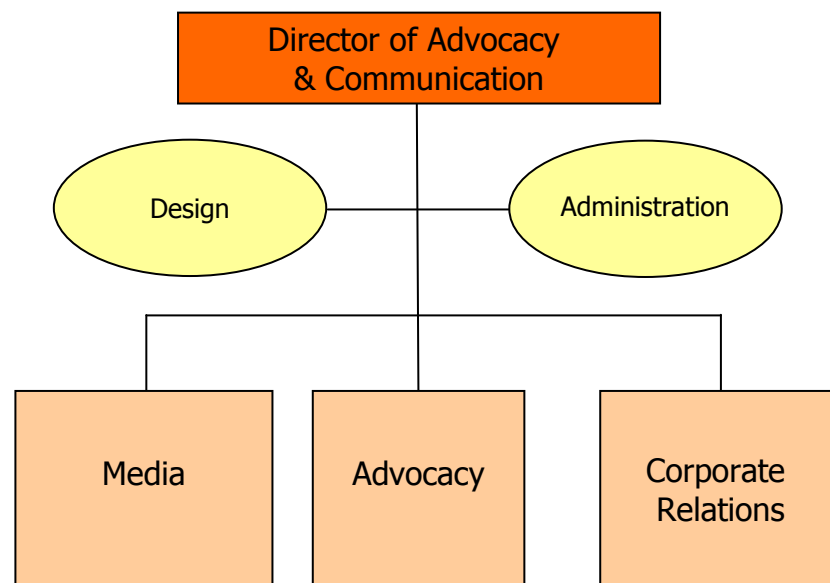 Director of Advocacy
& Communication
Design
Administration
Media
Advocacy
Corporate
Relations